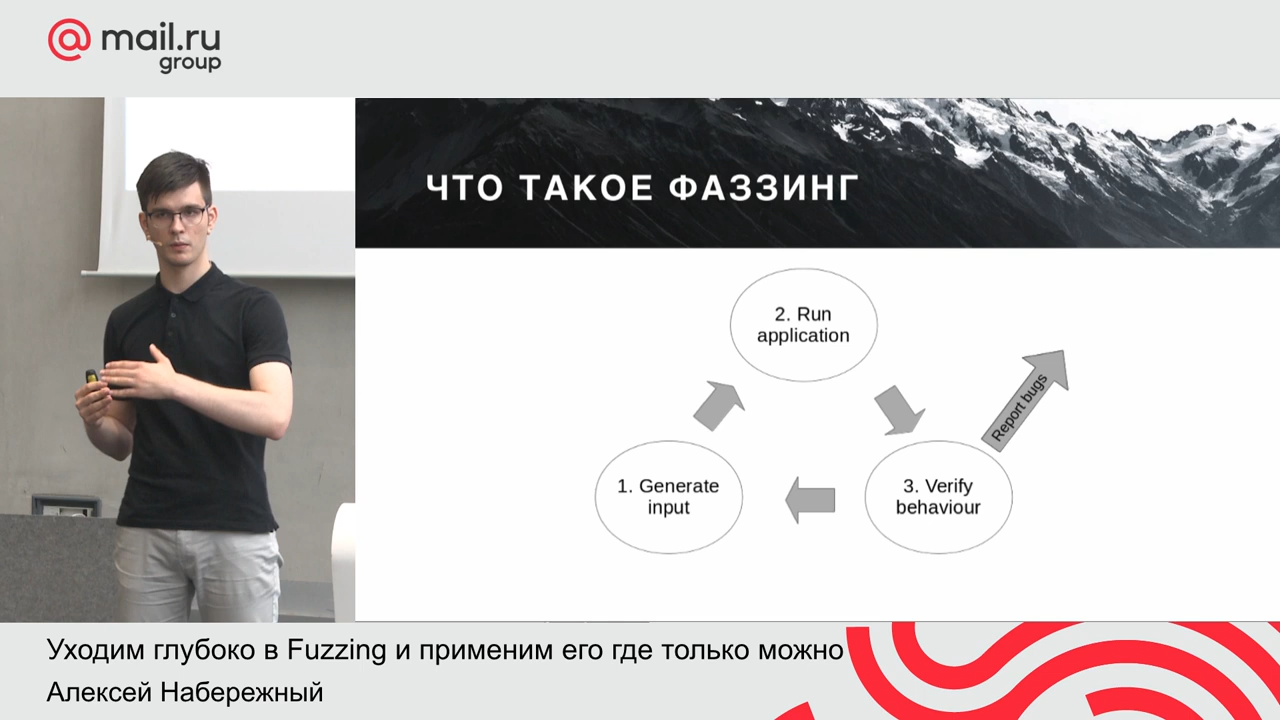 @mail.ru
group
ЧТО ТАКОЕ ФАЗЗИНГ
2. Run
application
Report bugs
1. Generate
input
3. Verify
behaviour
Уходим глубоко в Fuzzing и применим его где только можно
Алексей Набережный